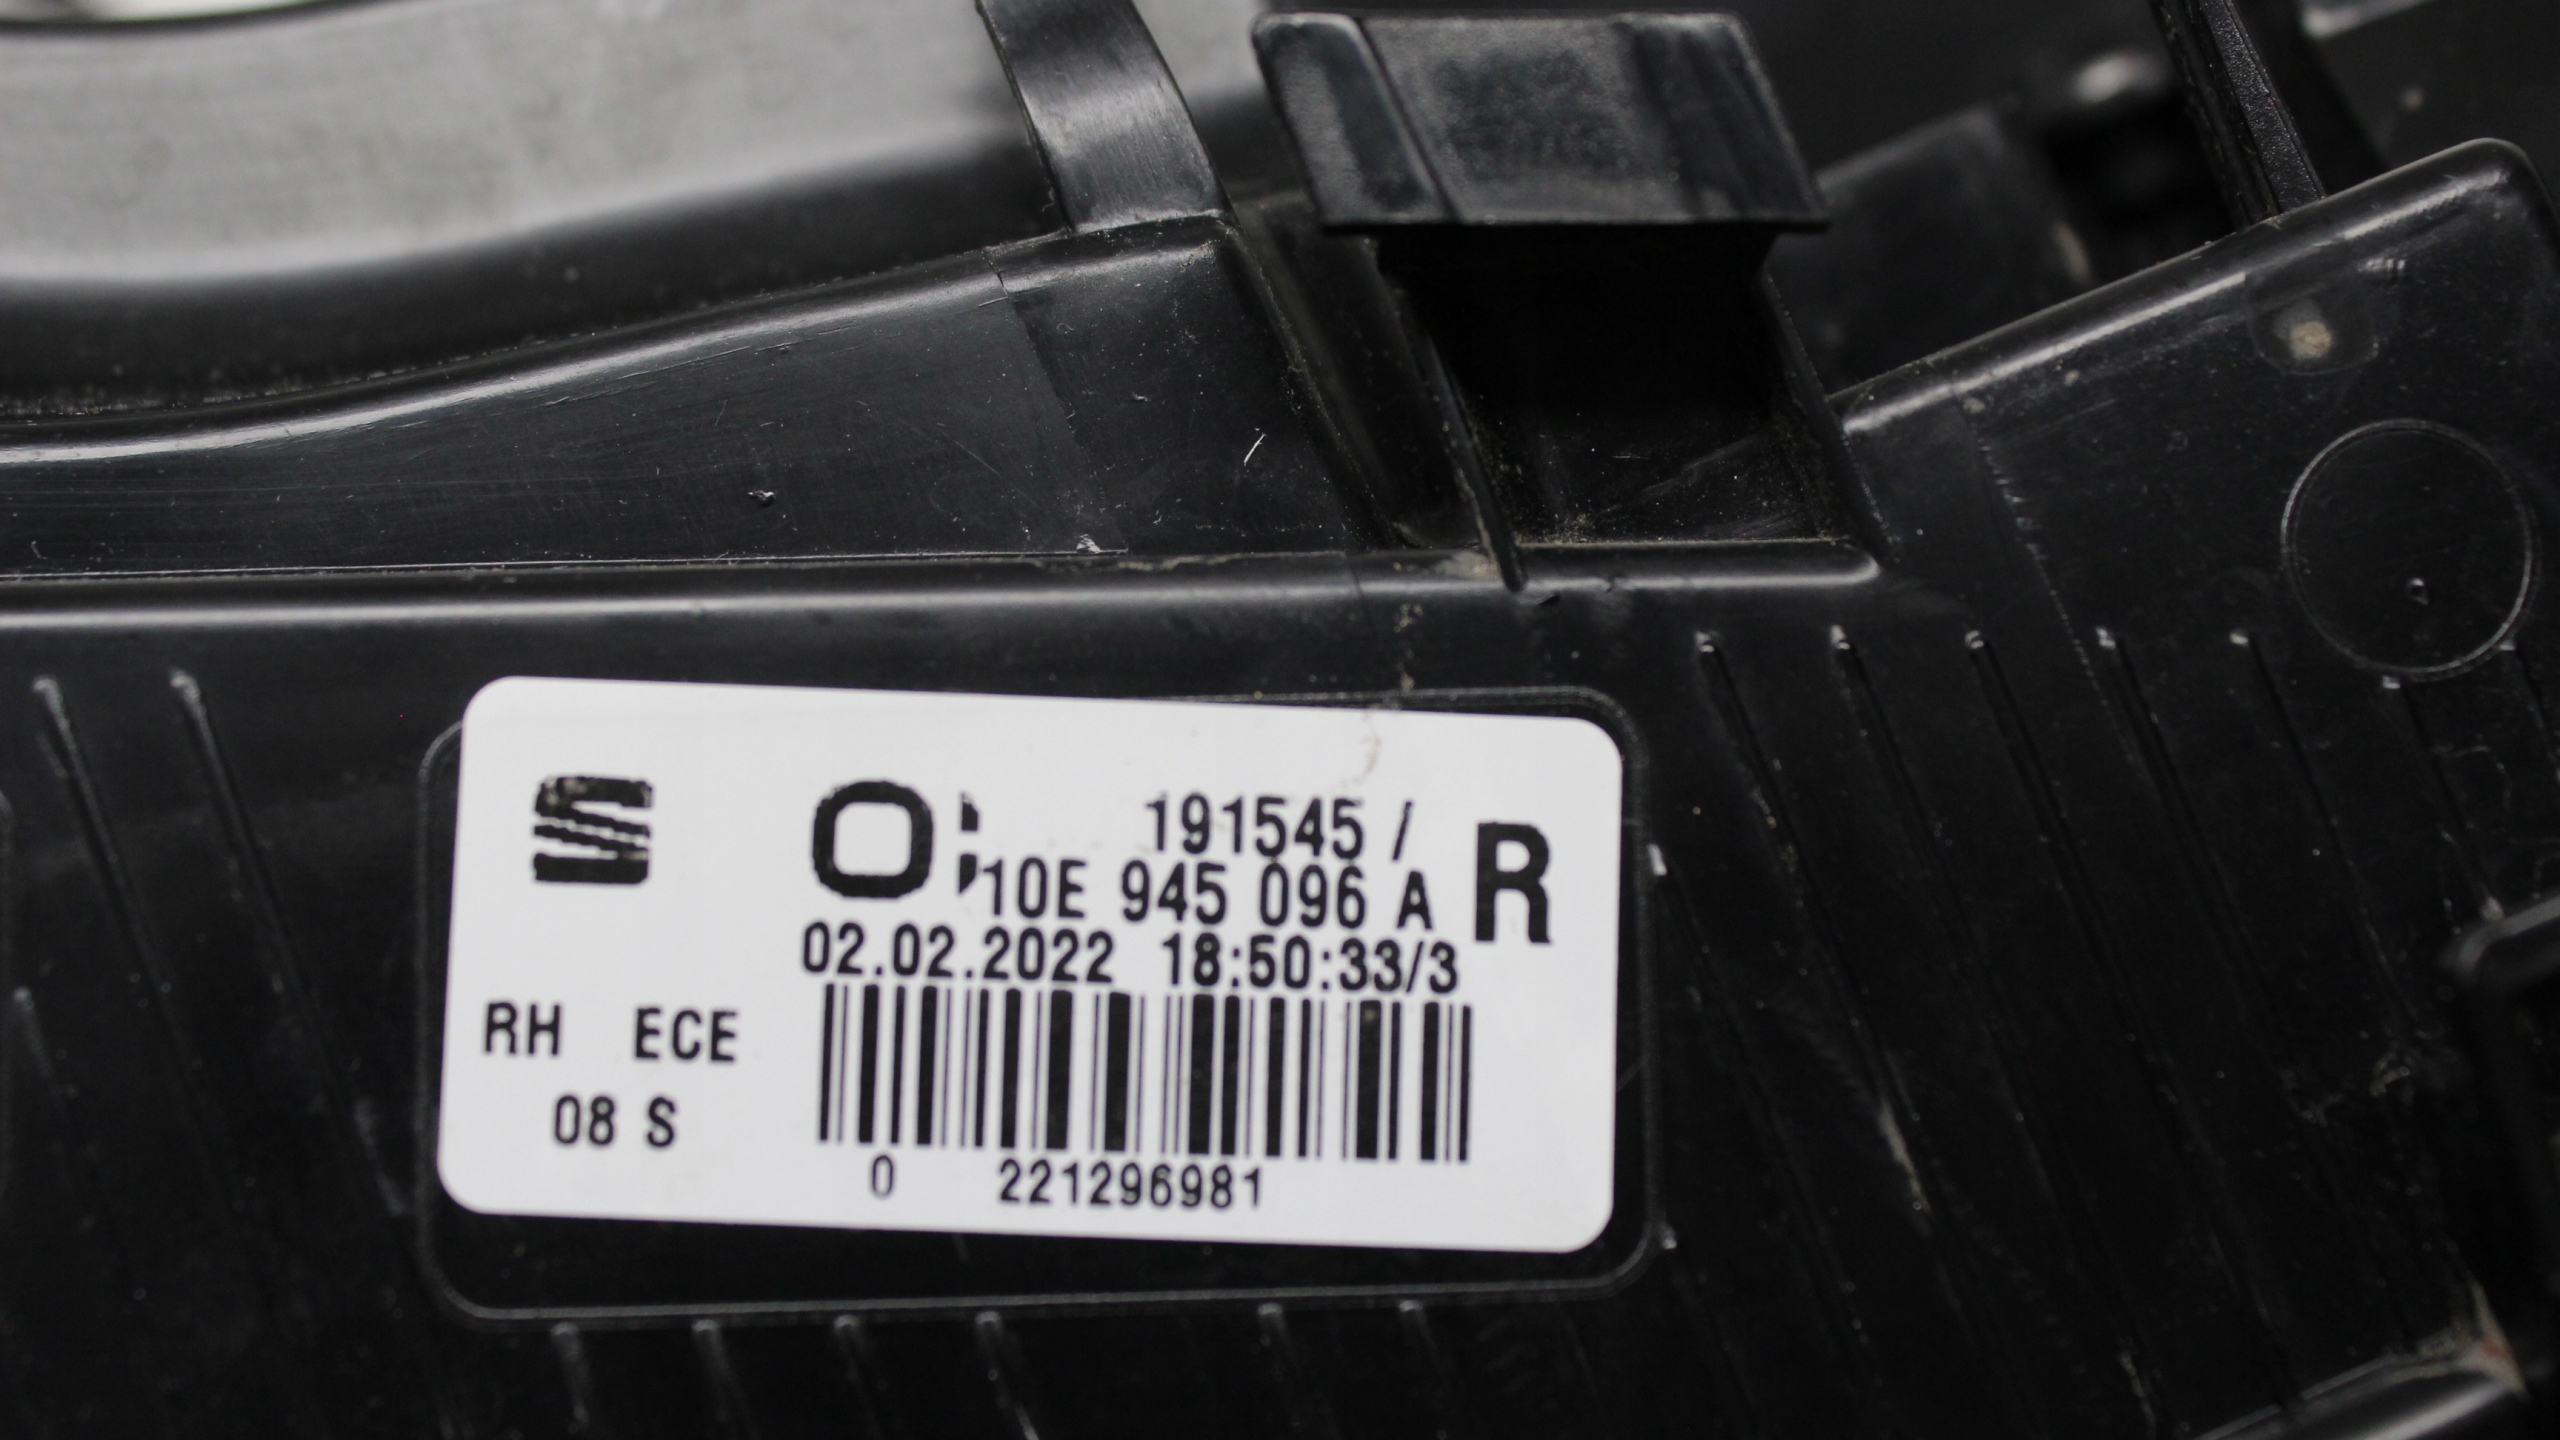 191545 /
10E 945 096 A R
02.02.2022 18:50:33/3
RH ECE
08 S
0 221296981